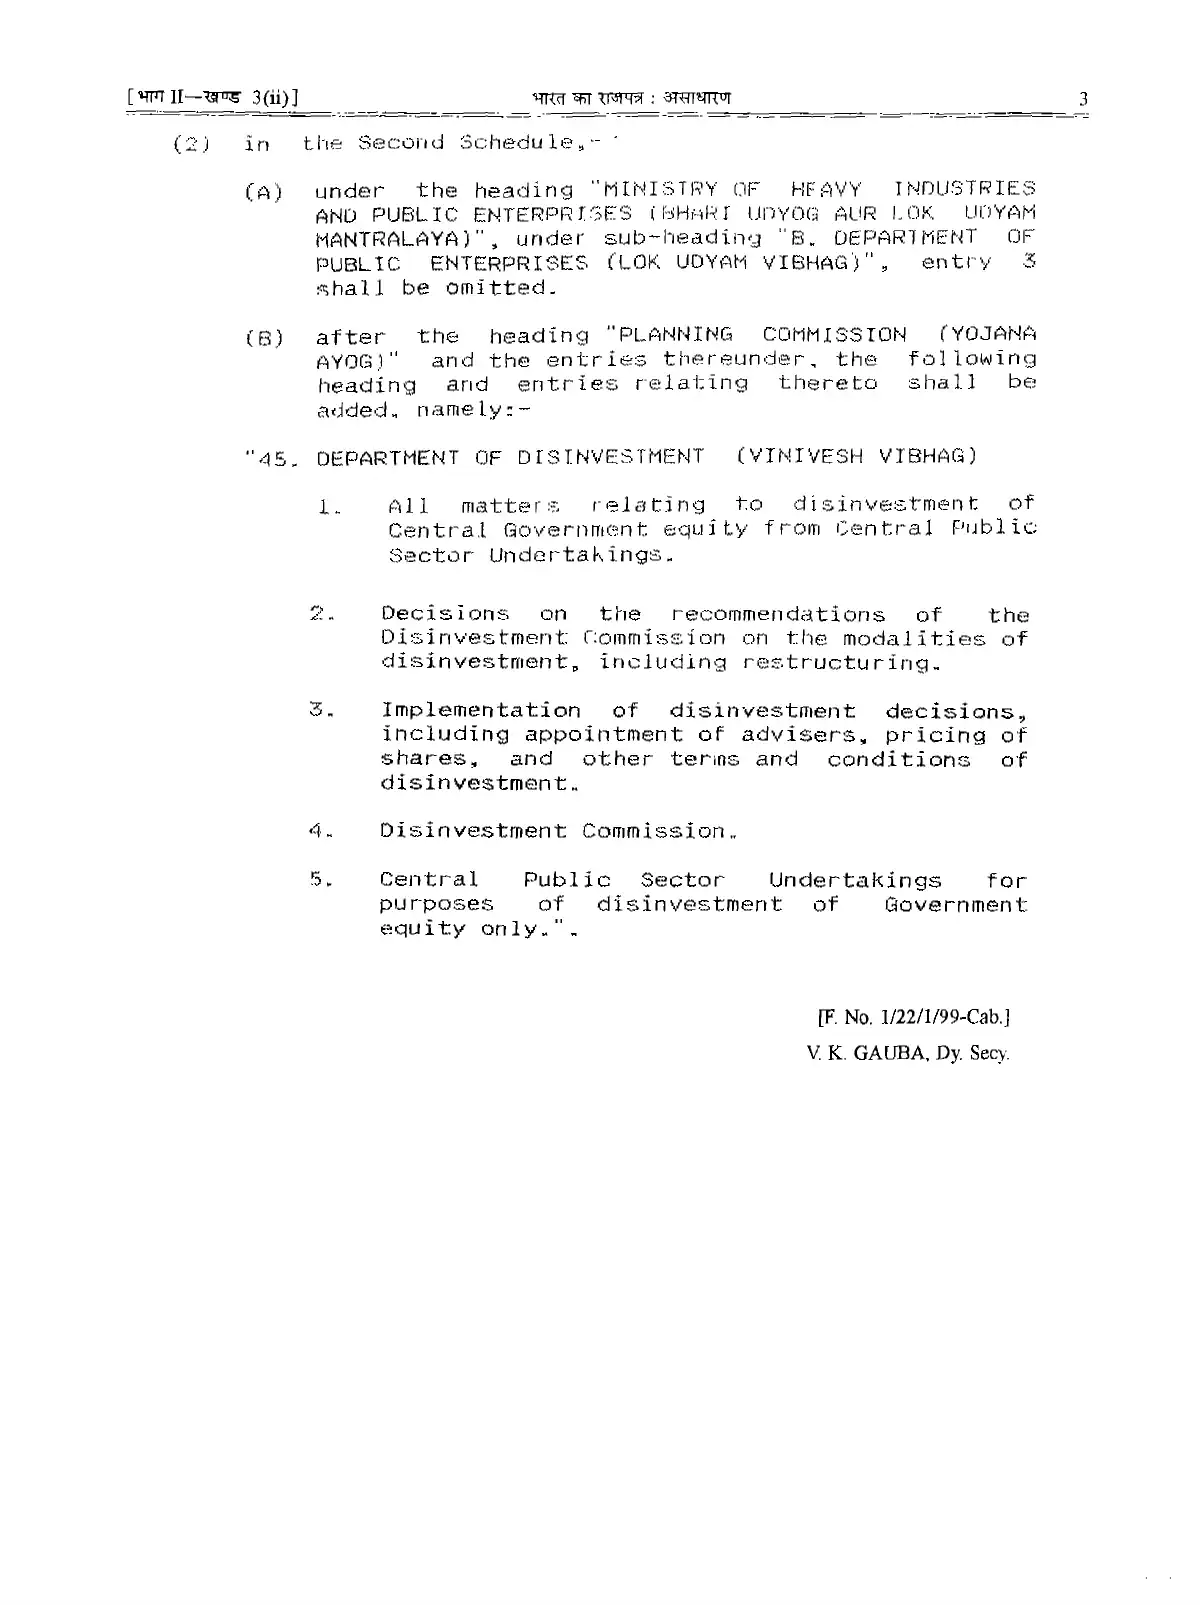 [भाग II—खण्ड 3(ii)] भारत का राजपत्र : असाधारण 3
(2) in the Second Schedule,-
(A) under the heading "MINISTRY OF HEAVY INDUSTRIES
AND PUBLIC ENTERPRISES (BHARI UDYOG AUR LOK UDYAM
MANTRALAYA)", under sub-heading "B. DEPARTMENT OF
PUBLIC ENTERPRISES (LOK UDYAM VIBHAG)", entry 3
shall be omitted.
(B) after the heading "PLANNING COMMISSION (YOJANA
AYOG)" and the entries thereunder, the following
heading and entries relating thereto shall be
added, namely:-
"45. DEPARTMENT OF DISINVESTMENT (VINIVESH VIBHAG)
1. All matters relating to disinvestment of
Central Government equity from Central Public
Sector Undertakings.
2. Decisions on the recommendations of the
Disinvestment Commission on the modalities of
disinvestment, including restructuring.
3. Implementation of disinvestment decisions,
including appointment of advisers, pricing of
shares, and other terms and conditions of
disinvestment.
4. Disinvestment Commission.
5. Central Public Sector Undertakings for
purposes of disinvestment of Government
equity only.".
[F. No. 1/22/1/99-Cab.]
V. K. GAUBA, Dy. Secy.